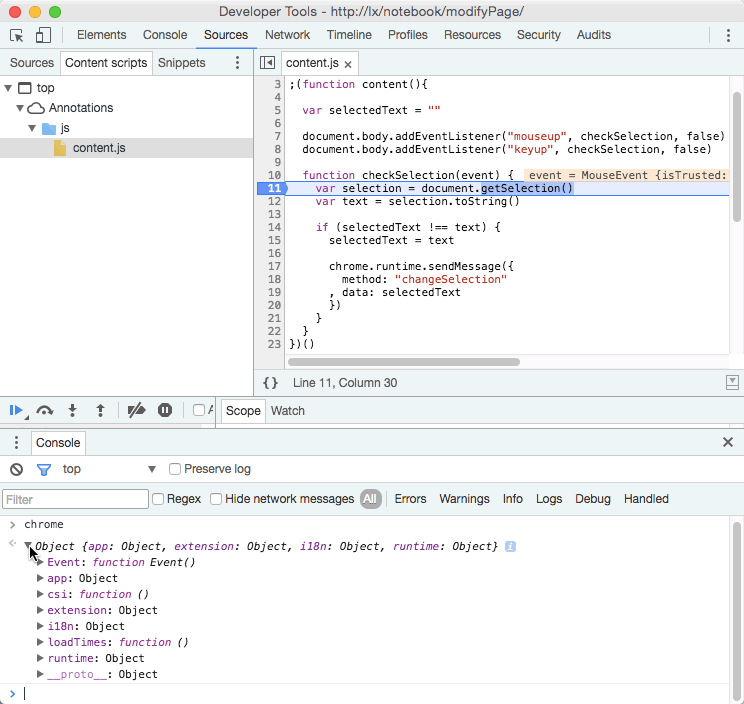 Developer Tools - http://lx/notebook/modifyPage/
Elements Console Sources Network Timeline Profiles Resources Security Audits
Sources Content scripts Snippets
content.js ×
top
Annotations
js
content.js
3 ;(function content(){
4
5 var selectedText = ""
6
7 document.body.addEventListener("mouseup", checkSelection, false)
8 document.body.addEventListener("keyup", checkSelection, false)
9
10 function checkSelection(event) { event = MouseEvent {isTrusted:
11 var selection = document.getSelection()
12 var text = selection.toString()
13
14 if (selectedText !== text) {
15 selectedText = text
16
17 chrome.runtime.sendMessage({
18 method: "changeSelection"
19 , data: selectedText
20 })
21 }
22 }
23 })()
{} Line 11, Column 30
Scope Watch
Console
top Preserve log
Filter Regex Hide network messages All Errors Warnings Info Logs Debug Handled
> chrome
Object {app: Object, extension: Object, i18n: Object, runtime: Object} i
Event: function Event()
app: Object
csi: function ()
extension: Object
i18n: Object
loadTimes: function ()
runtime: Object
__proto__: Object
>